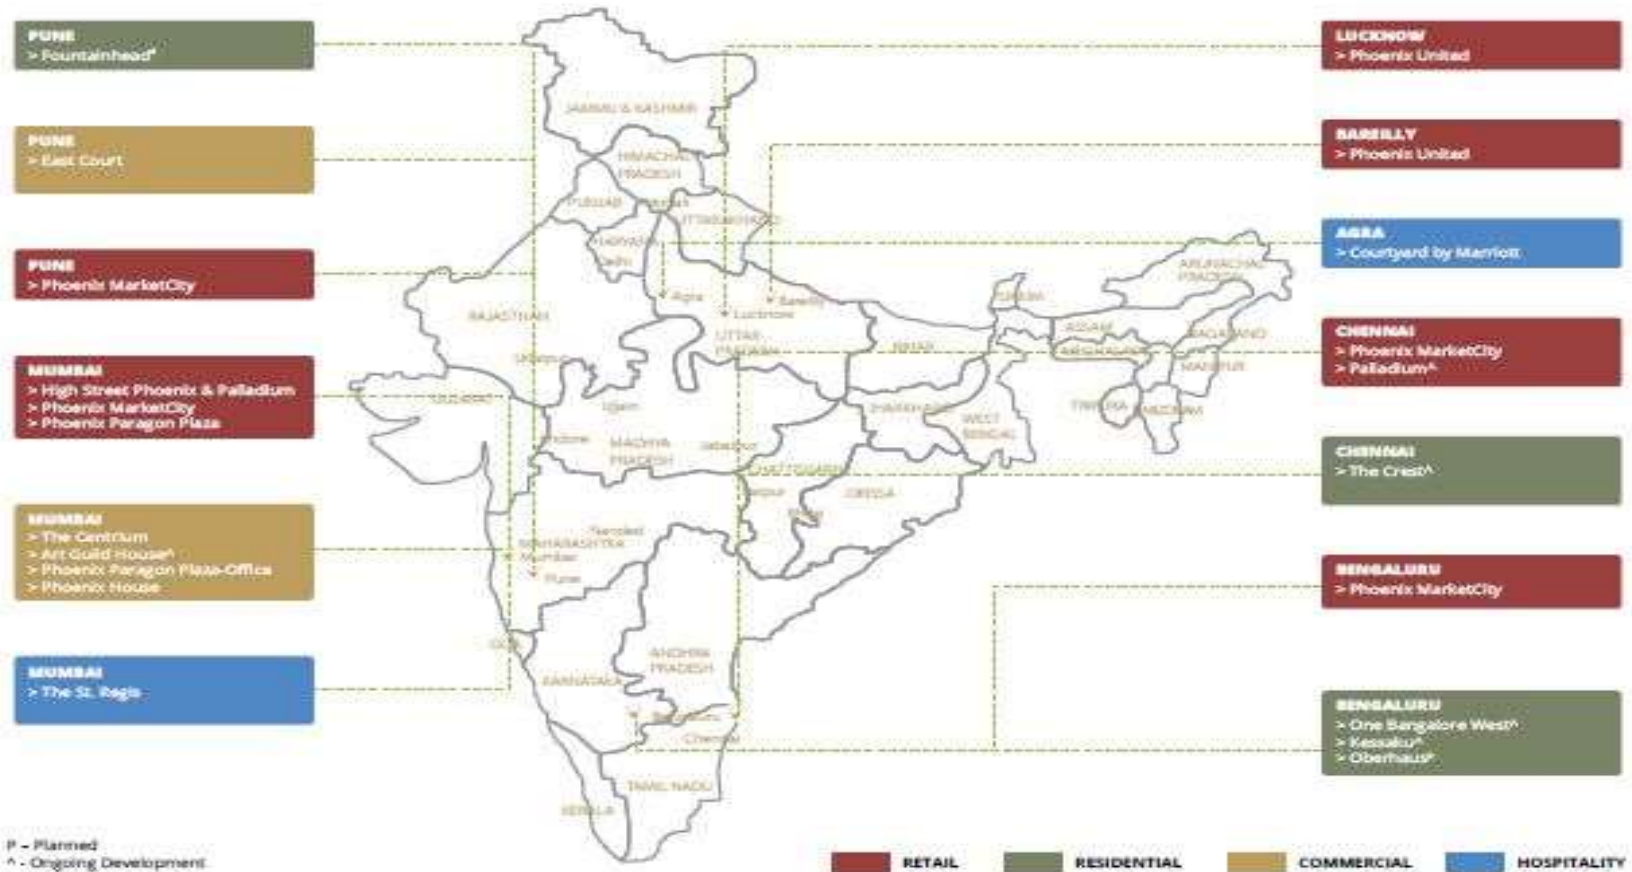 PUNE
> Fountainhead
PUNE
> East Court
PUNE
> Phoenix MarketCity
MUMBAI
> High Street Phoenix & Palladium
> Phoenix MarketCity
> Phoenix Paragon Plaza
MUMBAI
> The Centrium
> Art Guild House^
> Phoenix Paragon Plaza-Office
> Phoenix House
MUMBAI
> The St. Regis
JAMMU & KASHMIR
HIMACHAL
PRADESH
PUNJAB
UTTARAKHAND
HARYANA
Delhi
RAJASTHAN
Agra
Bareilly
Lucknow
UTTAR
PRADESH
BIHAR
SIKKIM
ARUNACHAL
PRADESH
ASSAM
NAGALAND
MEGHALAYA
MANIPUR
TRIPURA
MIZORAM
Udaipur
GUJARAT
Ujjain
Indore
MADHYA
PRADESH
Jabalpur
JHARKHAND
WEST
BENGAL
CHATTISGARH
Raipur
ORISSA
Nanded
MAHARASHTRA
Mumbai
Pune
GOA
KARNATAKA
ANDHRA
PRADESH
Bengaluru
Chennai
TAMIL NADU
KERALA
LUCKNOW
> Phoenix United
BAREILLY
> Phoenix United
AGRA
> Courtyard by Marriott
CHENNAI
> Phoenix MarketCity
> Palladium^
CHENNAI
> The Crest^
BENGALURU
> Phoenix MarketCity
BENGALURU
> One Bangalore West^
> Kessaku^
> Oberhaus
P - Planned
^ - Ongoing Development
RETAIL
RESIDENTIAL
COMMERCIAL
HOSPITALITY